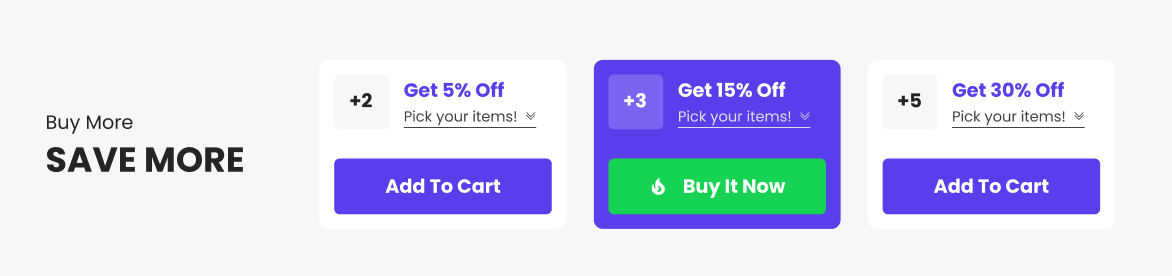 Buy More
SAVE MORE
+2
Get 5% Off
Pick your items!
Add To Cart
+3
Get 15% Off
Pick your items!
Buy It Now
+5
Get 30% Off
Pick your items!
Add To Cart